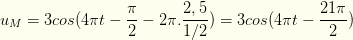 u_M = 3cos(4πt - π/2 - 2π.(2,5)/(1/2)) = 3cos(4πt - 21π/2)